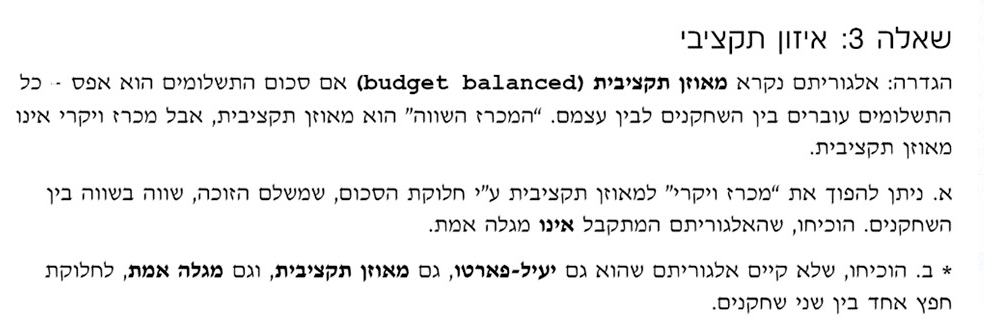 שאלה 3: איזון תקציבי
הגדרה: אלגוריתם נקרא מאוזן תקציבית (budget balanced) אם סכום התשלומים הוא אפס - כל
התשלומים עוברים בין השחקנים לבין עצמם. "המכרז השווה" הוא מאוזן תקציבית, אבל מכרז ויקרי אינו
מאוזן תקציבית.
א. ניתן להפוך את "מכרז ויקרי" למאוזן תקציבית ע"י חלוקת הסכום, שמשלם הזוכה, שווה בשווה בין
השחקנים. הוכיחו, שהאלגוריתם המתקבל אינו מגלה אמת.
* ב. הוכיחו, שלא קיים אלגוריתם שהוא גם יעיל-פארטו, גם מאוזן תקציבית, וגם מגלה אמת, לחלוקת
חפץ אחד בין שני שחקנים.